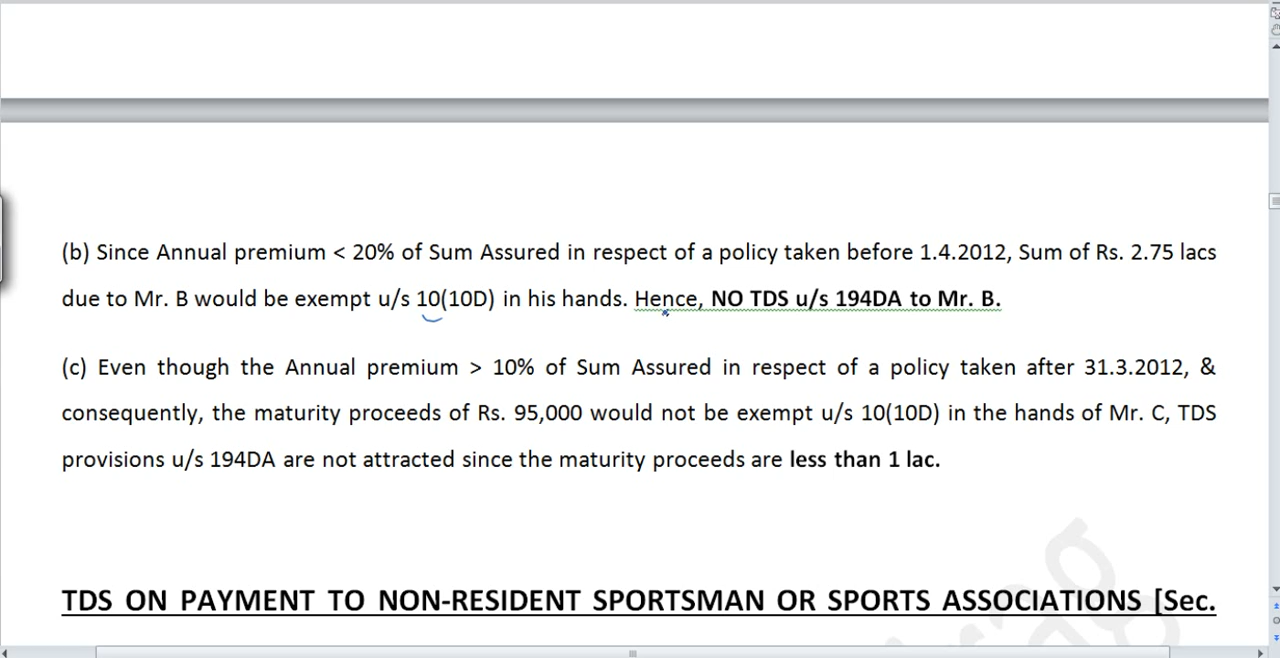 (b) Since Annual premium < 20% of Sum Assured in respect of a policy taken before 1.4.2012, Sum of Rs. 2.75 lacs
due to Mr. B would be exempt u/s 10(10D) in his hands. Hence, NO TDS u/s 194DA to Mr. B.
(c) Even though the Annual premium > 10% of Sum Assured in respect of a policy taken after 31.3.2012, &
consequently, the maturity proceeds of Rs. 95,000 would not be exempt u/s 10(10D) in the hands of Mr. C, TDS
provisions u/s 194DA are not attracted since the maturity proceeds are less than 1 lac.
TDS ON PAYMENT TO NON-RESIDENT SPORTSMAN OR SPORTS ASSOCIATIONS [Sec.